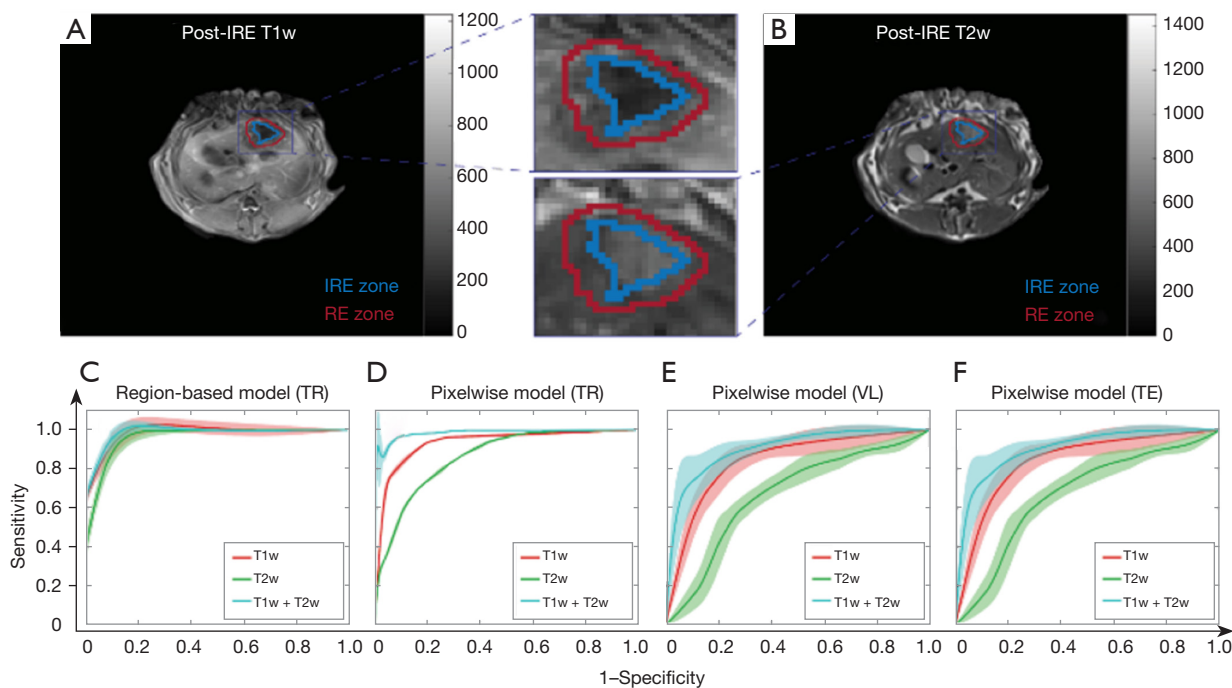 A
Post-IRE T1w
IRE zone
RE zone
1200
1000
800
600
400
200
0
B
Post-IRE T2w
IRE zone
RE zone
1400
1200
1000
800
600
400
200
0
C
Region-based model (TR)
Sensitivity
1.0
0.8
0.6
0.4
0.2
0
T1w
T2w
T1w + T2w
0 0.2 0.4 0.6 0.8 1.0
D
Pixelwise model (TR)
T1w
T2w
T1w + T2w
0 0.2 0.4 0.6 0.8 1.0
E
Pixelwise model (VL)
T1w
T2w
T1w + T2w
0 0.2 0.4 0.6 0.8 1.0
F
Pixelwise model (TE)
T1w
T2w
T1w + T2w
0 0.2 0.4 0.6 0.8 1.0
1–Specificity